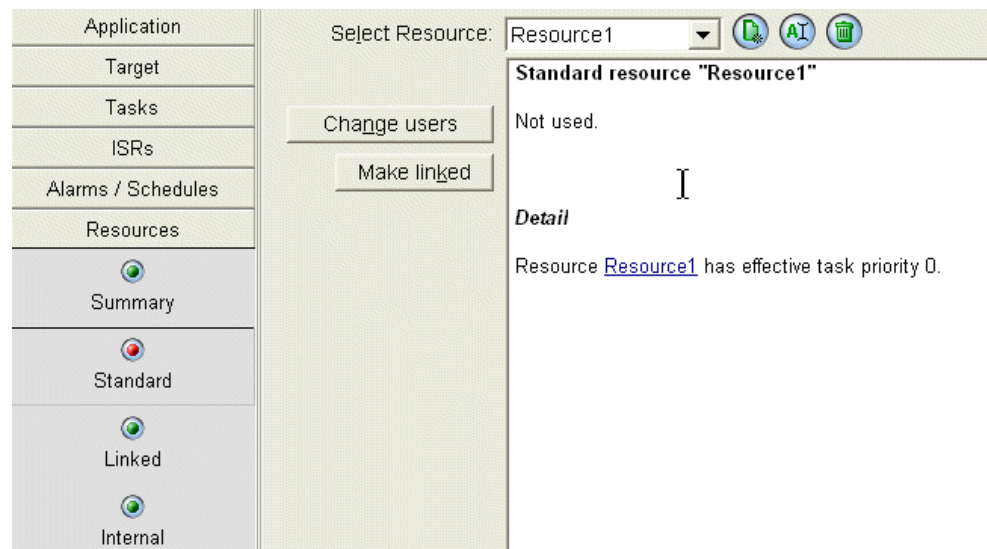 Application
Target
Tasks
ISRs
Alarms / Schedules
Resources
Summary
Standard
Linked
Internal
Select Resource:
Resource1
AI
Change users
Make linked
Standard resource "Resource1"
Not used.
Detail
Resource Resource1 has effective task priority 0.